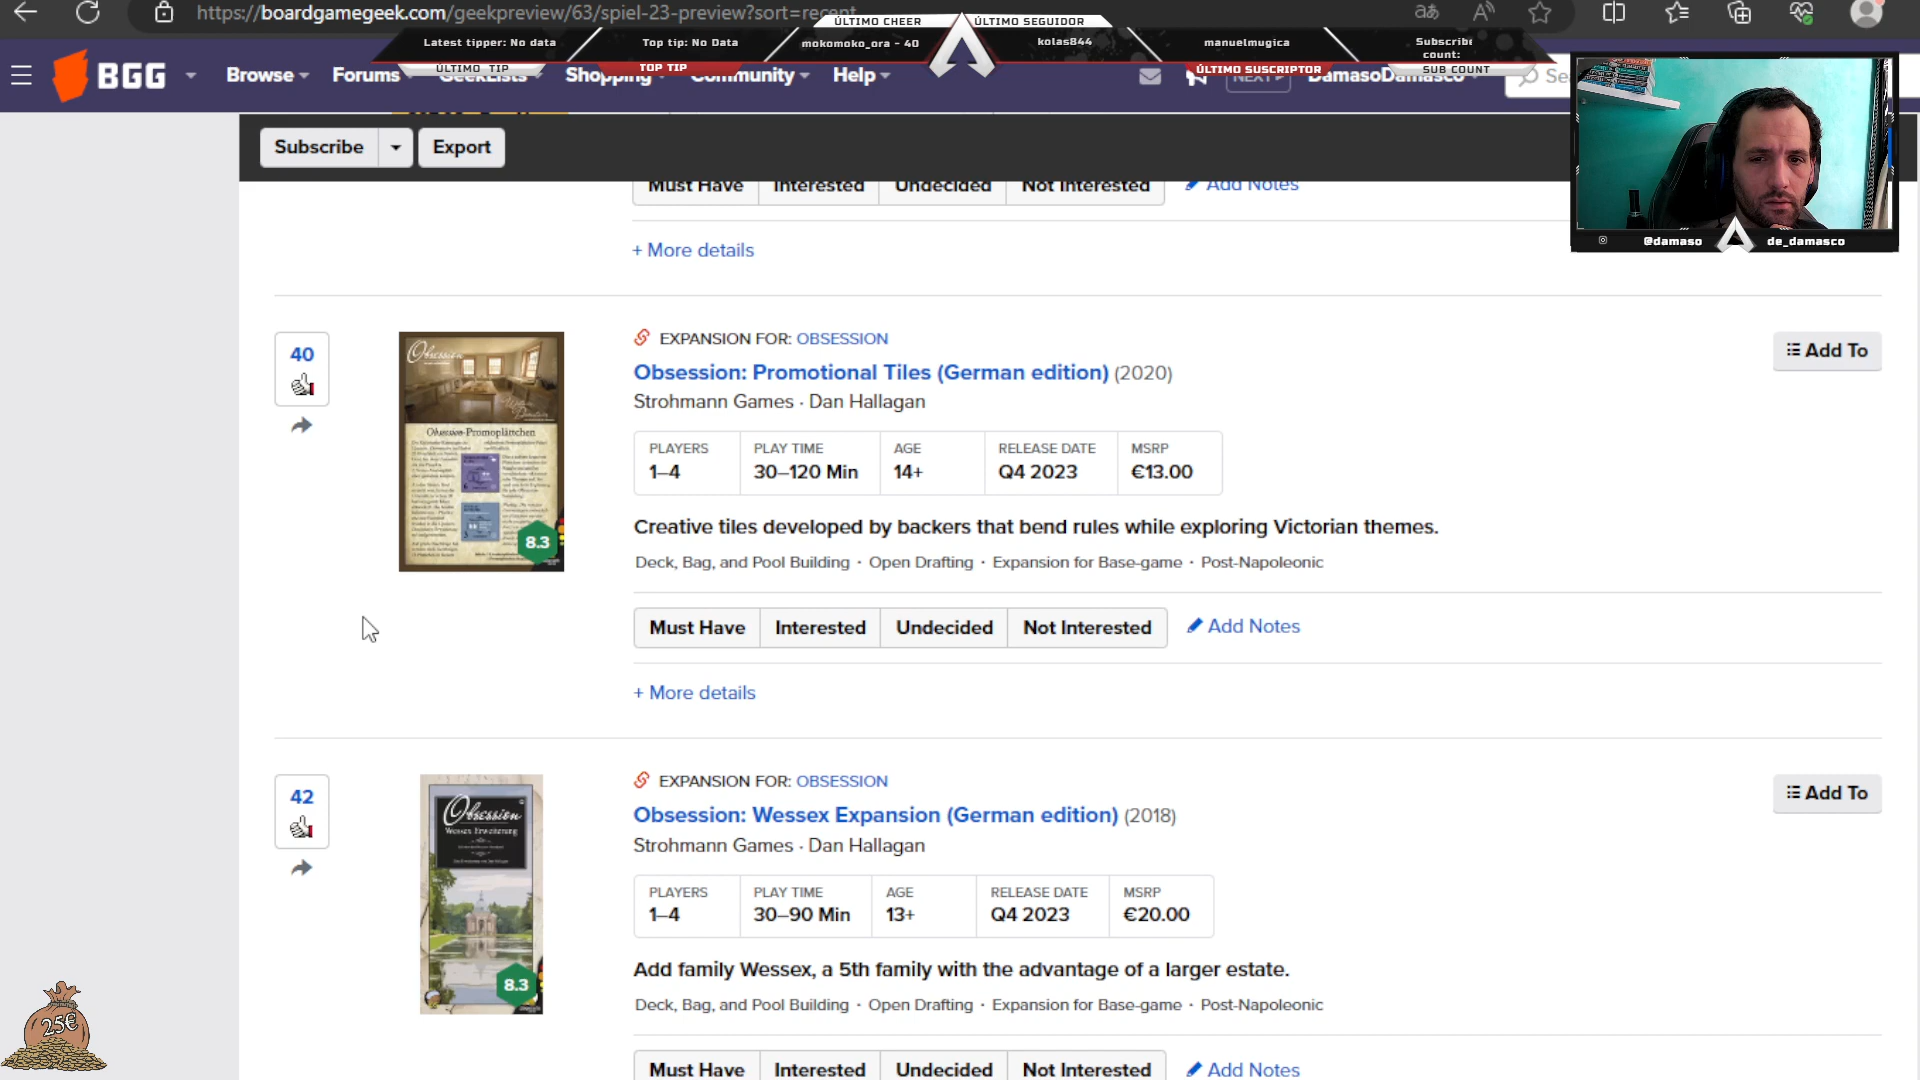 https://boardgamegeek.com/geekpreview/63/spiel-23-preview?sort=recent
ÚLTIMO CHEER
ÚLTIMO SEGUIDOR
Latest tipper: No data
Top tip: No Data
mokomoko_ora - 40
kolas844
manuelmugica
Subscribe count:
ÚLTIMO TIP
TOP TIP
ÚLTIMO SUSCRIPTOR
SUB COUNT
BGG
Browse
Forums
GeekLists
Shopping
Community
Help
DamasoDamasco
Subscribe
Export
@damaso
de_damasco
Must Have
Interested
Undecided
Not Interested
Add Notes
+ More details
40
EXPANSION FOR: OBSESSION
Add To
Obsession: Promotional Tiles (German edition) (2020)
Strohmann Games · Dan Hallagan
Obsession
Obsession-Promoplättchen
8.3
PLAYERS
PLAY TIME
AGE
RELEASE DATE
MSRP
1–4
30–120 Min
14+
Q4 2023
€13.00
Creative tiles developed by backers that bend rules while exploring Victorian themes.
Deck, Bag, and Pool Building · Open Drafting · Expansion for Base-game · Post-Napoleonic
Must Have
Interested
Undecided
Not Interested
Add Notes
+ More details
42
EXPANSION FOR: OBSESSION
Add To
Obsession: Wessex Expansion (German edition) (2018)
Strohmann Games · Dan Hallagan
Obsession
Wessex Erweiterung
8.3
PLAYERS
PLAY TIME
AGE
RELEASE DATE
MSRP
1–4
30–90 Min
13+
Q4 2023
€20.00
Add family Wessex, a 5th family with the advantage of a larger estate.
Deck, Bag, and Pool Building · Open Drafting · Expansion for Base-game · Post-Napoleonic
Must Have
Interested
Undecided
Not Interested
Add Notes
25€